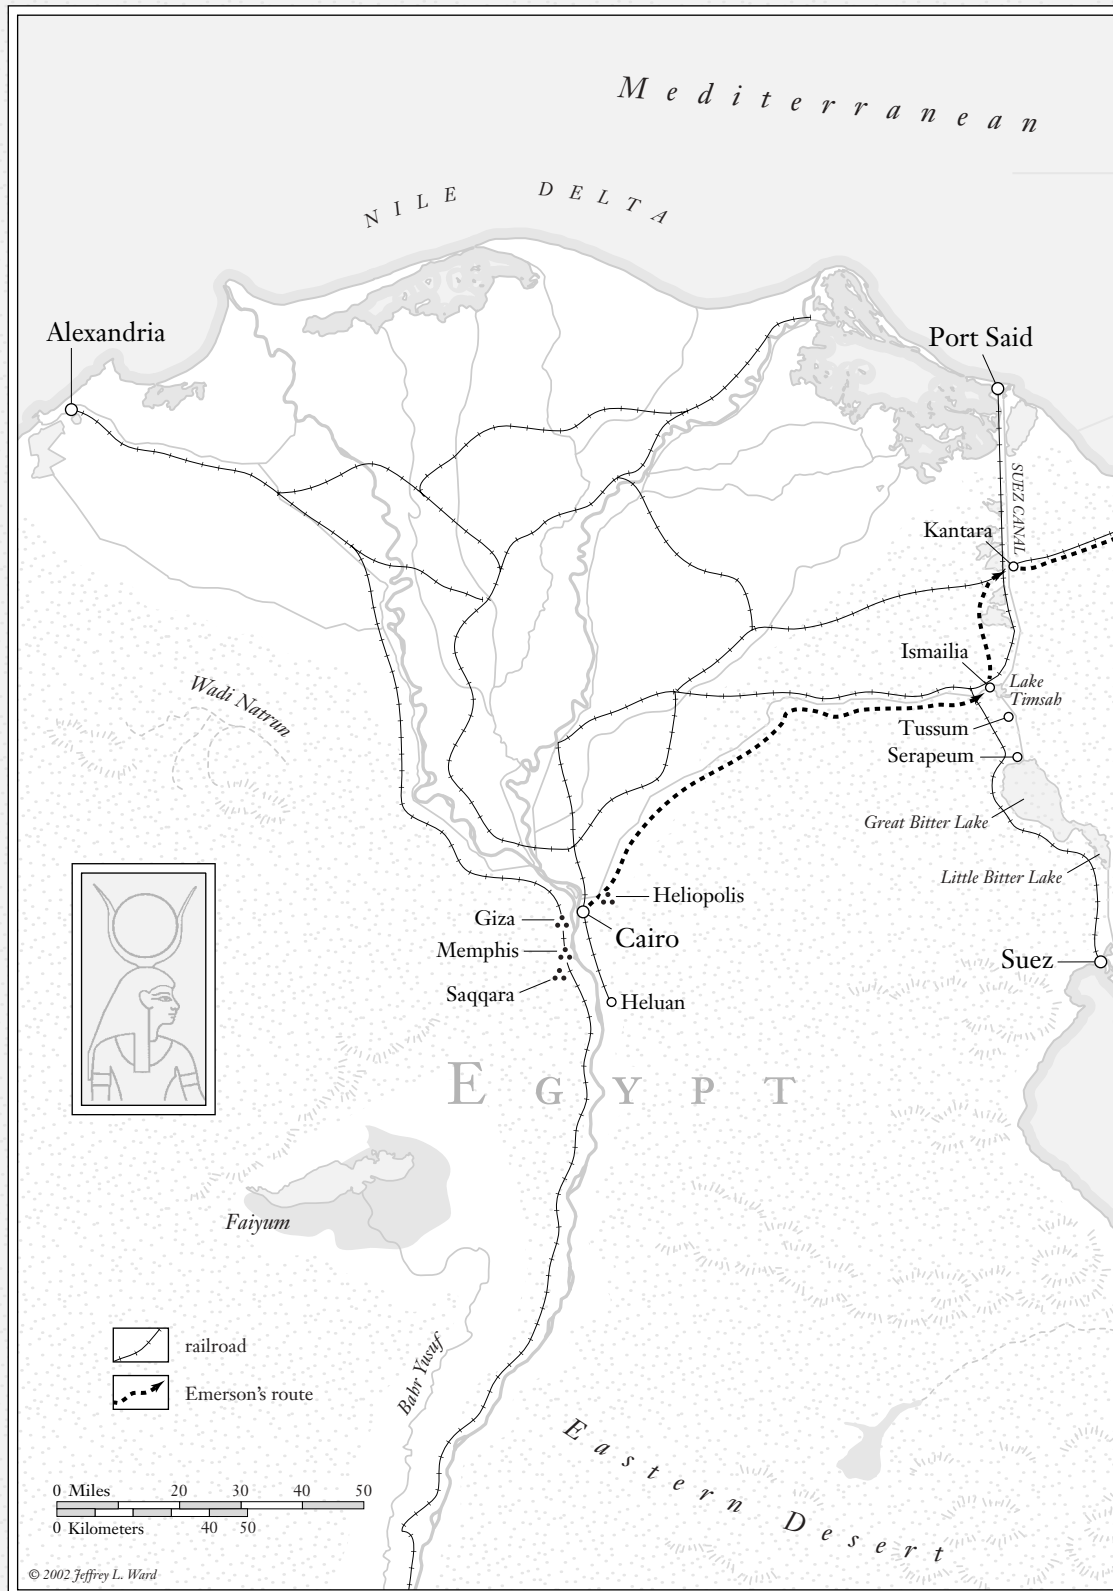 Mediterranean
NILE DELTA
Alexandria
Port Said
SUEZ CANAL
Kantara
Ismailia
Lake
Timsah
Wadi Natrun
Tussum
Serapeum
Great Bitter Lake
Little Bitter Lake
Heliopolis
Giza
Cairo
Memphis
Suez
Saqqara
Heluan
EGYPT
Faiyum
railroad
Bahr Yusuf
Emerson's route
Eastern Desert
0 Miles 20 30 40 50
0 Kilometers 40 50
© 2002 Jeffrey L. Ward